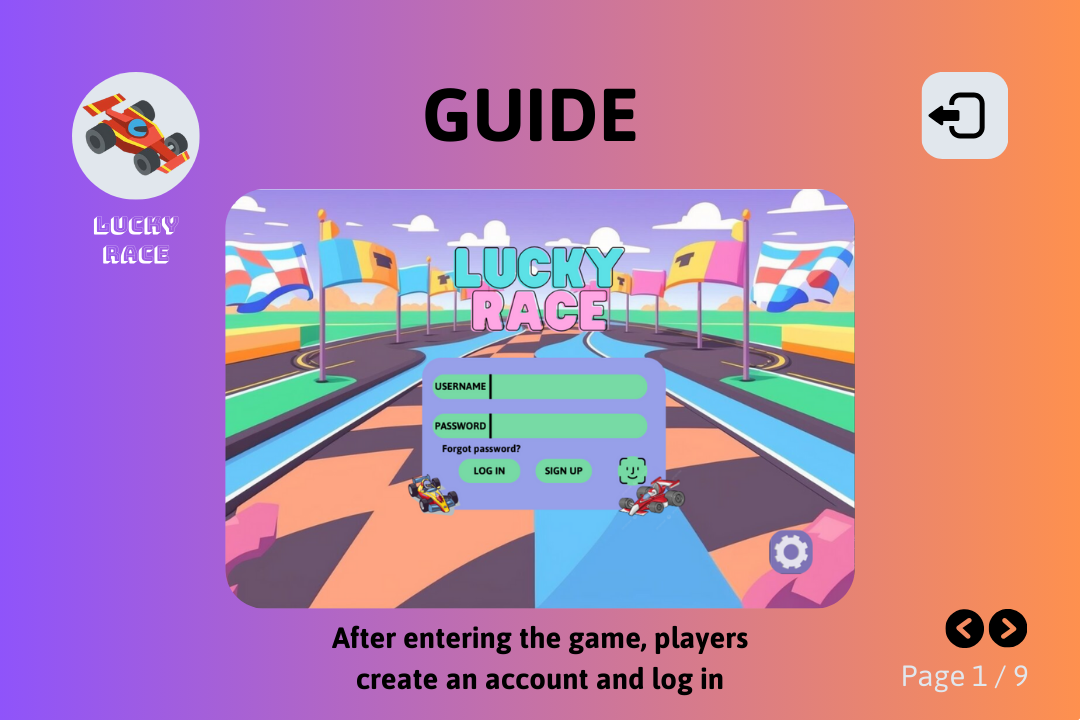 GUIDE
LUCKY
RACE
LUCKY
RACE
USERNAME
PASSWORD
Forgot password?
LOG IN
SIGN UP
After entering the game, players
create an account and log in
Page 1 / 9